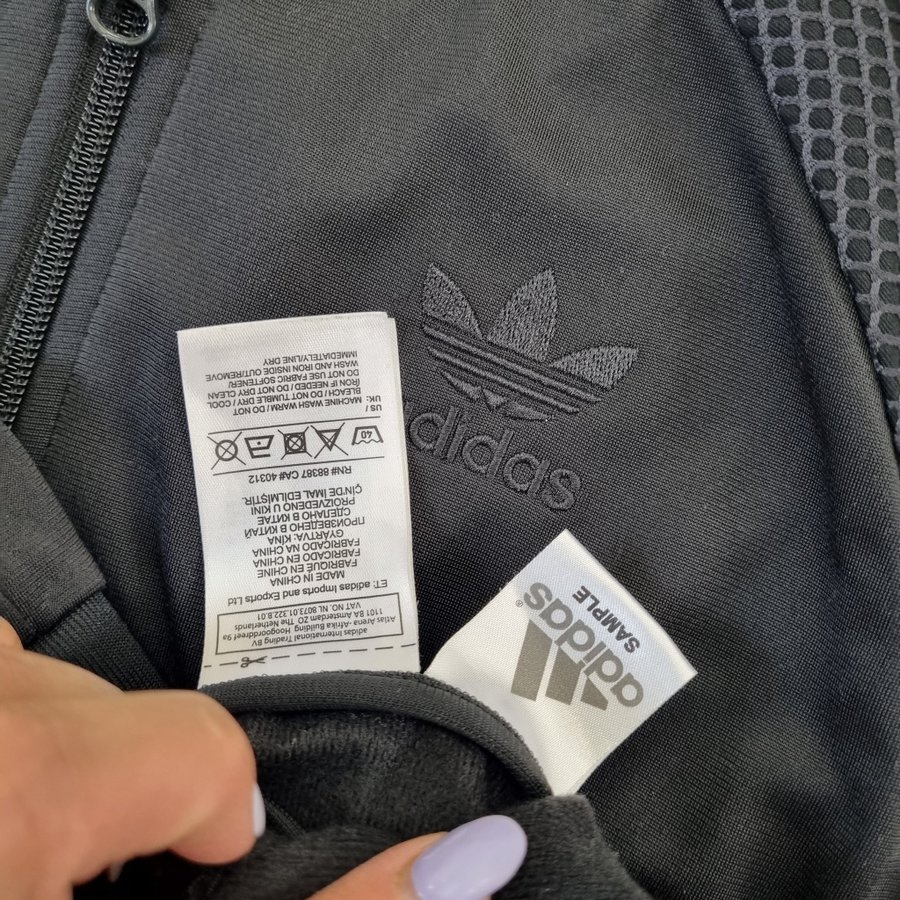 adidas
adidas International Trading BV
Atlas Arena -Afrika Building Hoogoorddreef 9a
1101 BA Amsterdam ZO The Netherlands
VAT NO. NL 8073.01.322.B.01
ET: adidas Imports and Exports Ltd
MADE IN CHINA
FABRIQUÉ EN CHINE
FABRICADO NA CHINA
GYÁRTVA: KÍNA
ПРОИЗВЕДЕНО В КИТАЙ
СДЕЛАНО В КИТАЕ
PROIZVEDENO U KINI
ÇİN'DE İMAL EDİLMİŞTİR.
RN# 88387 CA# 40312
40
US /
UK: MACHINE WASH WARM / DO NOT
BLEACH / DO NOT TUMBLE DRY / COOL
IRON IF NEEDED / DO NOT DRY CLEAN
DO NOT USE FABRIC SOFTENER/
WASH AND IRON INSIDE OUT/REMOVE
IMMEDIATELY/LINE DRY
adidas®
SAMPLE